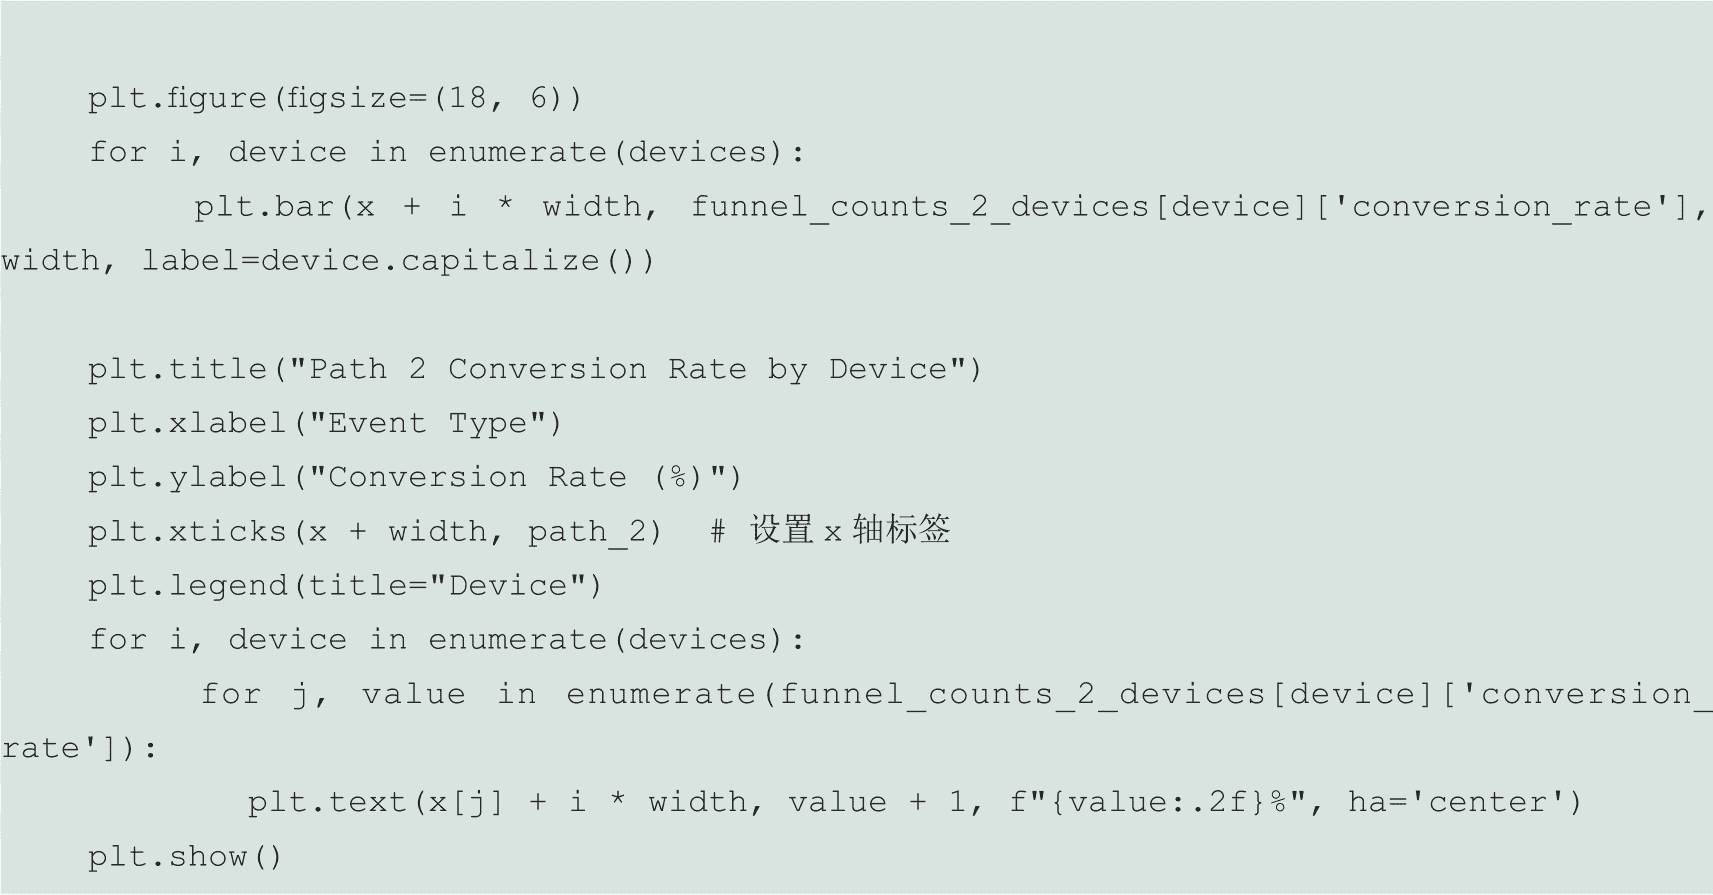 plt.figure(figsize=(18, 6))
for i, device in enumerate(devices):
plt.bar(x + i * width, funnel_counts_2_devices[device]['conversion_rate'],
width, label=device.capitalize())
plt.title("Path 2 Conversion Rate by Device")
plt.xlabel("Event Type")
plt.ylabel("Conversion Rate (%)")
plt.xticks(x + width, path_2)  # 设置 x 轴标签
plt.legend(title="Device")
for i, device in enumerate(devices):
for j, value in enumerate(funnel_counts_2_devices[device]['conversion_
rate']):
plt.text(x[j] + i * width, value + 1, f"{value:.2f}%", ha='center')
plt.show()